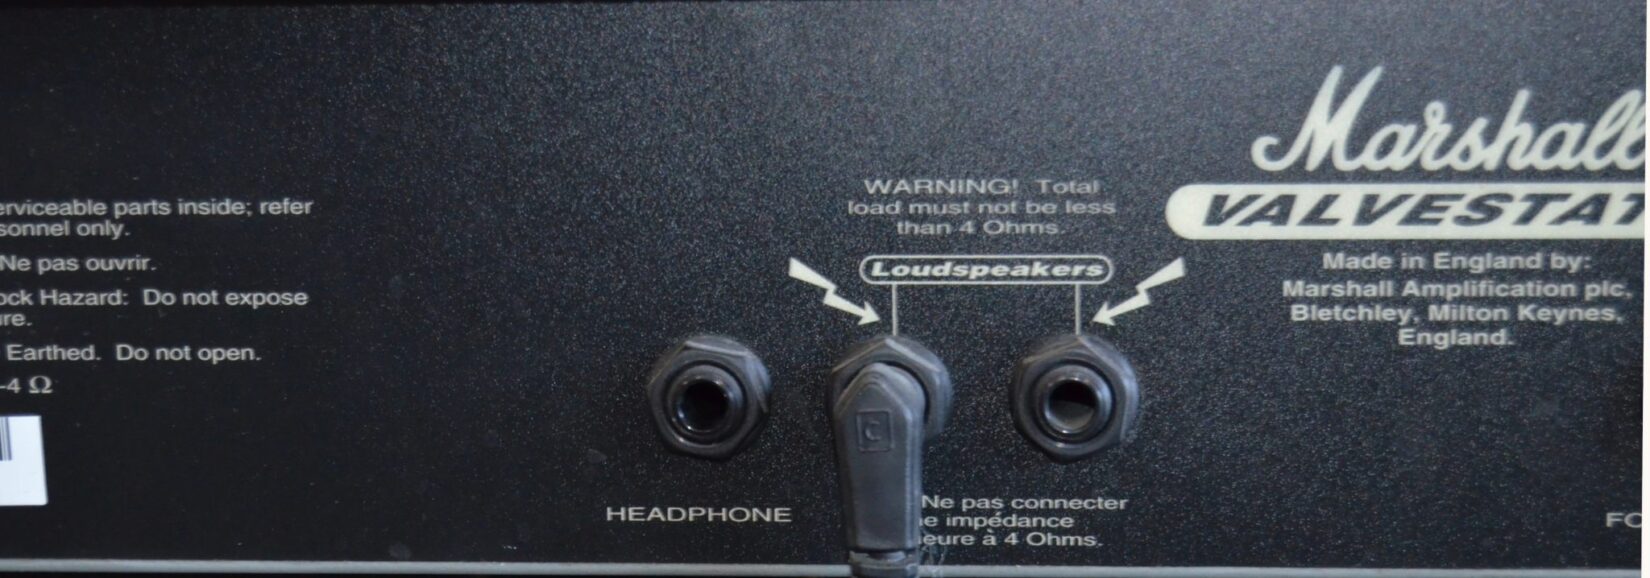 erviceable parts inside; refer
sonnel only.
Ne pas ouvrir.
ock Hazard: Do not expose
ure.
Earthed. Do not open.
-4 Ω
HEADPHONE
WARNING! Total
load must not be less
than 4 Ohms.
Loudspeakers
C
Ne pas connecter
e impédance
eure à 4 Ohms.
Marshall
VALVESTAT
Made in England by:
Marshall Amplification plc,
Bletchley, Milton Keynes,
England.
FO